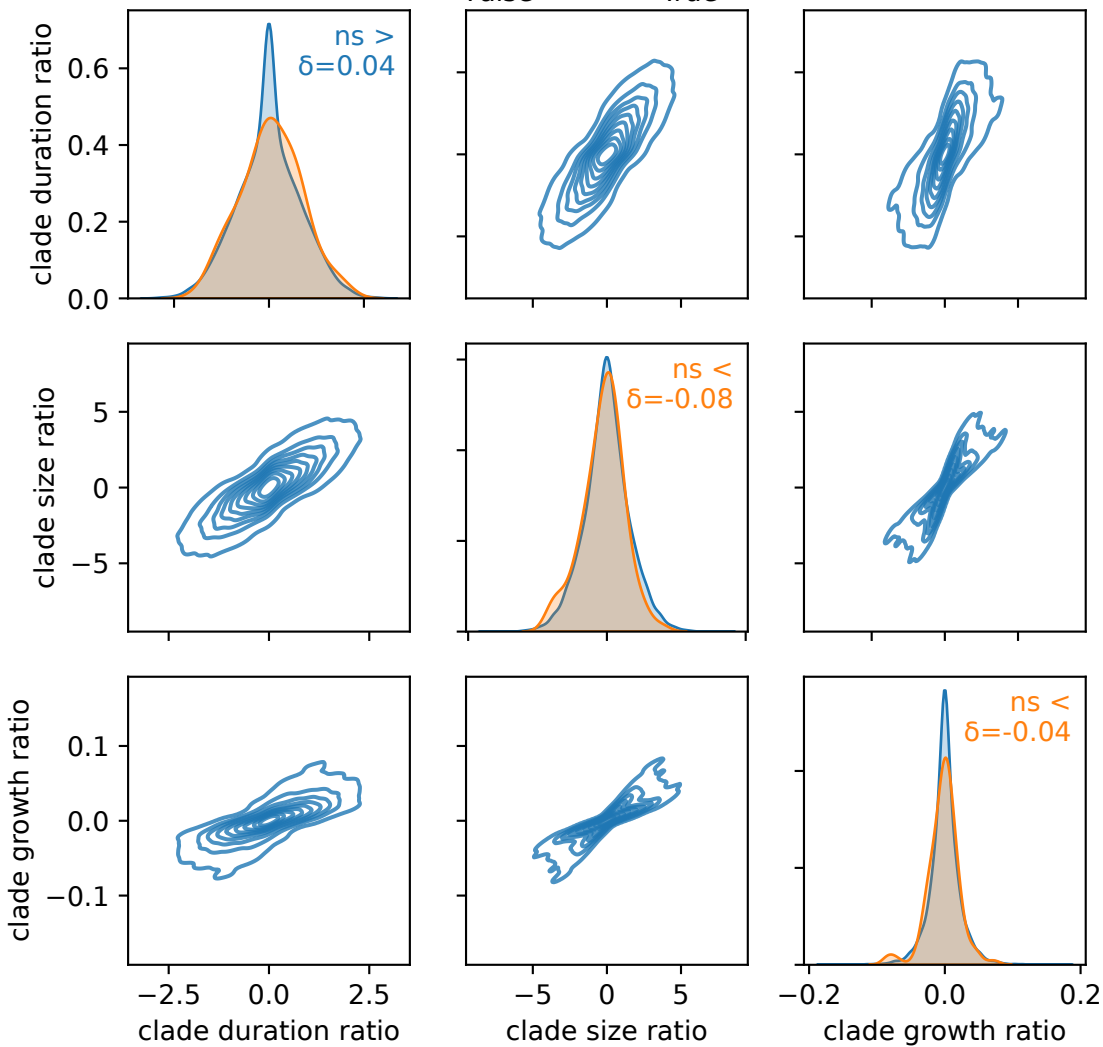 clade duration ratio
0.6
0.4
0.2
0.0
ns >
δ=0.04
clade size ratio
5
0
−5
ns <
δ=-0.08
clade growth ratio
0.1
0.0
−0.1
ns <
δ=-0.04
−2.5 0.0 2.5
−5 0 5
−0.2 0.0 0.2
clade duration ratio
clade size ratio
clade growth ratio